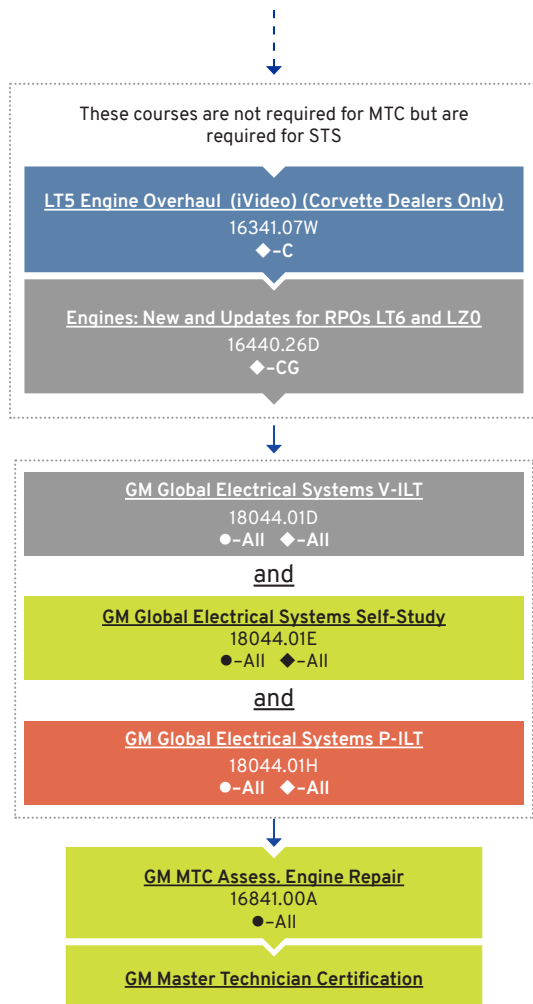 These courses are not required for MTC but are
required for STS
LT5 Engine Overhaul (iVideo) (Corvette Dealers Only)
16341.07W
◆–C
Engines: New and Updates for RPOs LT6 and LZ0
16440.26D
◆–CG
GM Global Electrical Systems V-ILT
18044.01D
●–All ◆–All
and
GM Global Electrical Systems Self-Study
18044.01E
●–All ◆–All
and
GM Global Electrical Systems P-ILT
18044.01H
●–All ◆–All
GM MTC Assess. Engine Repair
16841.00A
●–All
GM Master Technician Certification